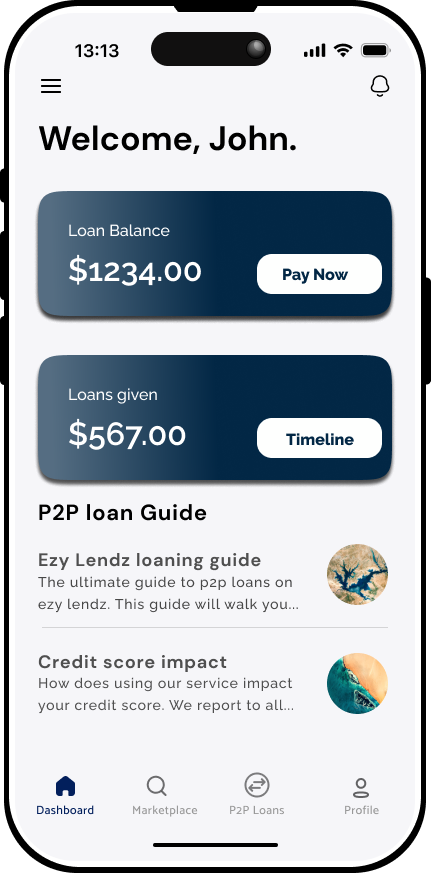 13:13
Welcome, John.
Loan Balance
$1234.00
Pay Now
Loans given
$567.00
Timeline
P2P loan Guide
Ezy Lendz loaning guide
The ultimate guide to p2p loans on
ezy lendz. This guide will walk you...
Credit score impact
How does using our service impact
your credit score. We report to all...
Dashboard Marketplace P2P Loans Profile